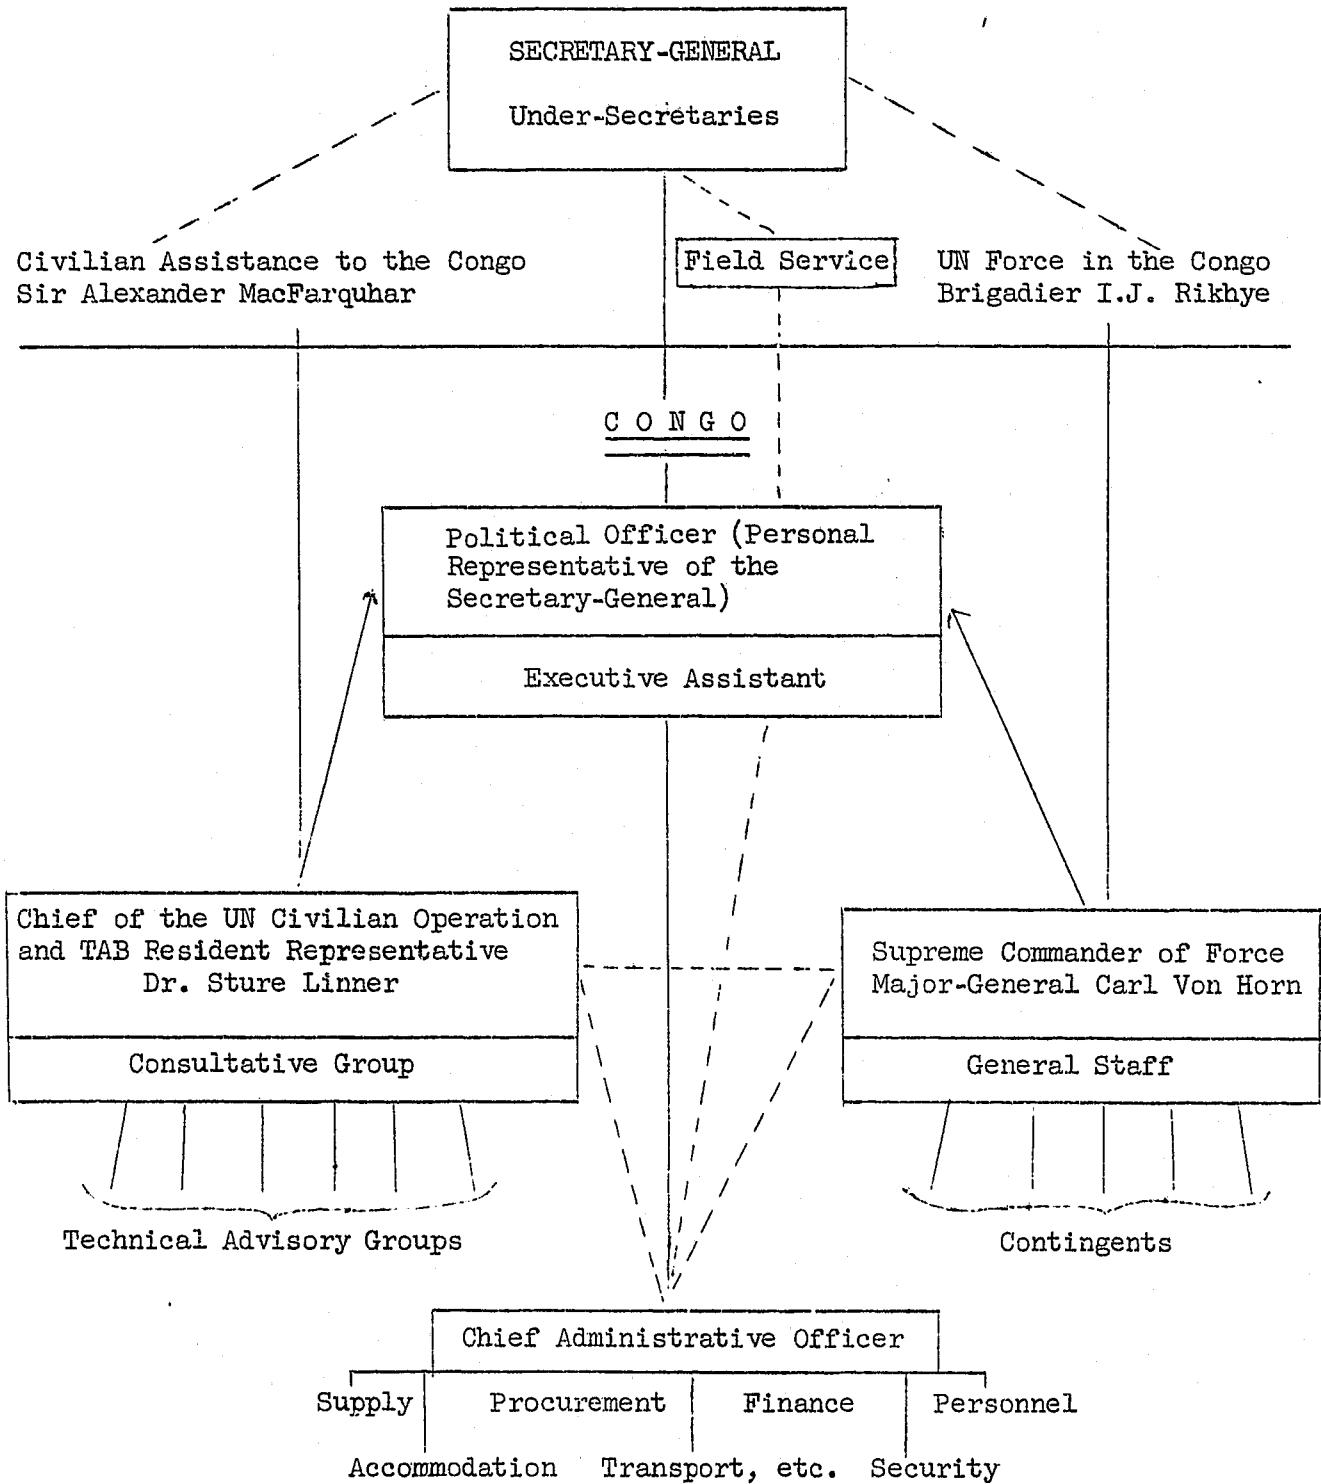 SECRETARY-GENERAL
Under-Secretaries
Civilian Assistance to the Congo
Sir Alexander MacFarquhar
Field Service
UN Force in the Congo
Brigadier I.J. Rikhye
C O N G O
Political Officer (Personal
Representative of the
Secretary-General)
Executive Assistant
Chief of the UN Civilian Operation
and TAB Resident Representative
Dr. Sture Linner
Consultative Group
Technical Advisory Groups
Supreme Commander of Force
Major-General Carl Von Horn
General Staff
Contingents
Chief Administrative Officer
Supply Procurement Finance Personnel
Accommodation Transport, etc. Security